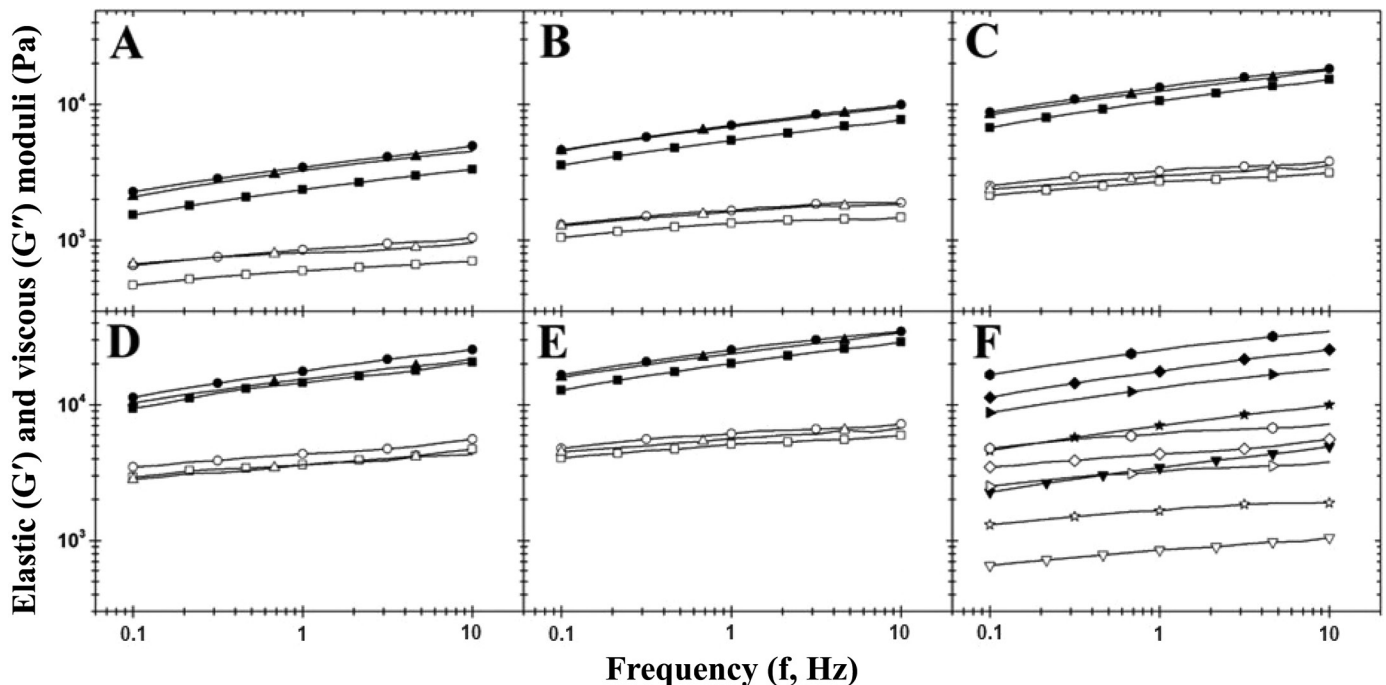 Elastic (G′) and viscous (G″) moduli (Pa)
A
B
C
10⁴
10³
D
E
F
10⁴
10³
0.1
1
10
0.1
1
10
0.1
1
10
Frequency (f, Hz)